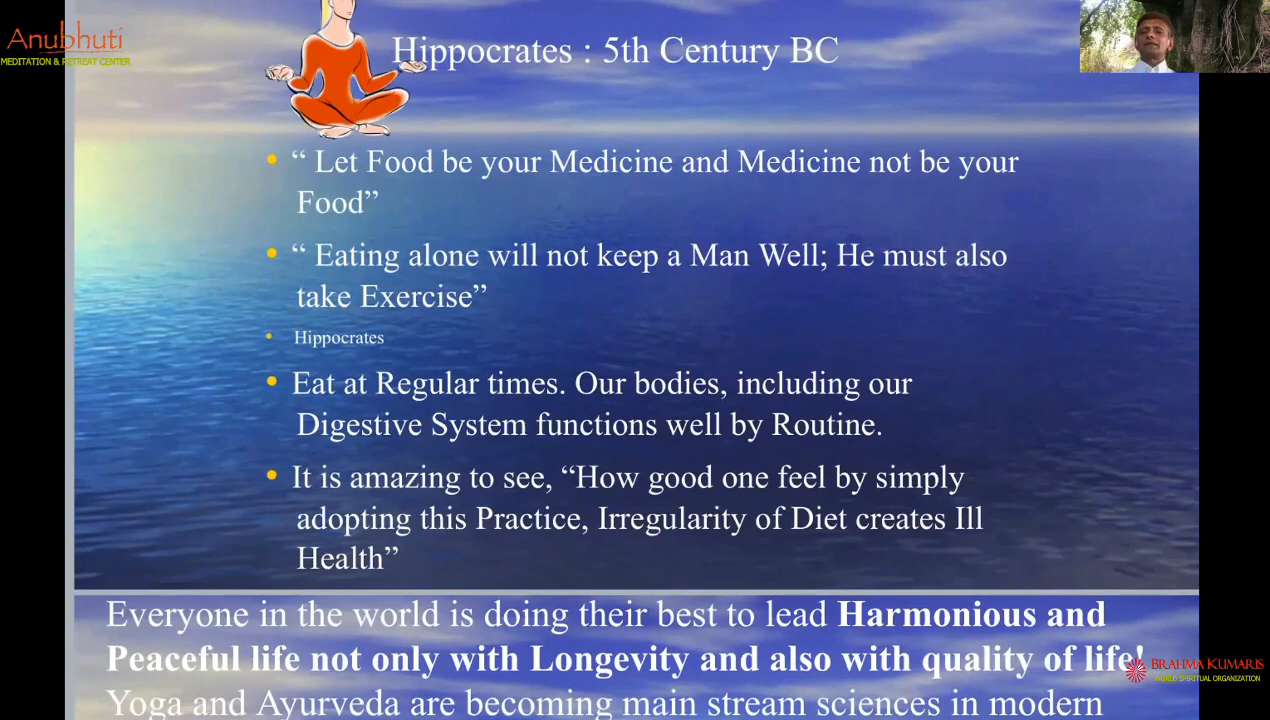 Anubhuti
MEDITATION & RETREAT CENTER
Hippocrates : 5th Century BC
• “ Let Food be your Medicine and Medicine not be your
Food”
• “ Eating alone will not keep a Man Well; He must also
take Exercise”
• Hippocrates
• Eat at Regular times. Our bodies, including our
Digestive System functions well by Routine.
• It is amazing to see, “How good one feel by simply
adopting this Practice, Irregularity of Diet creates Ill
Health”
Everyone in the world is doing their best to lead Harmonious and
Peaceful life not only with Longevity and also with quality of life!
Yoga and Ayurveda are becoming main stream sciences in modern
BRAHMA KUMARIS
WORLD SPIRITUAL ORGANIZATION